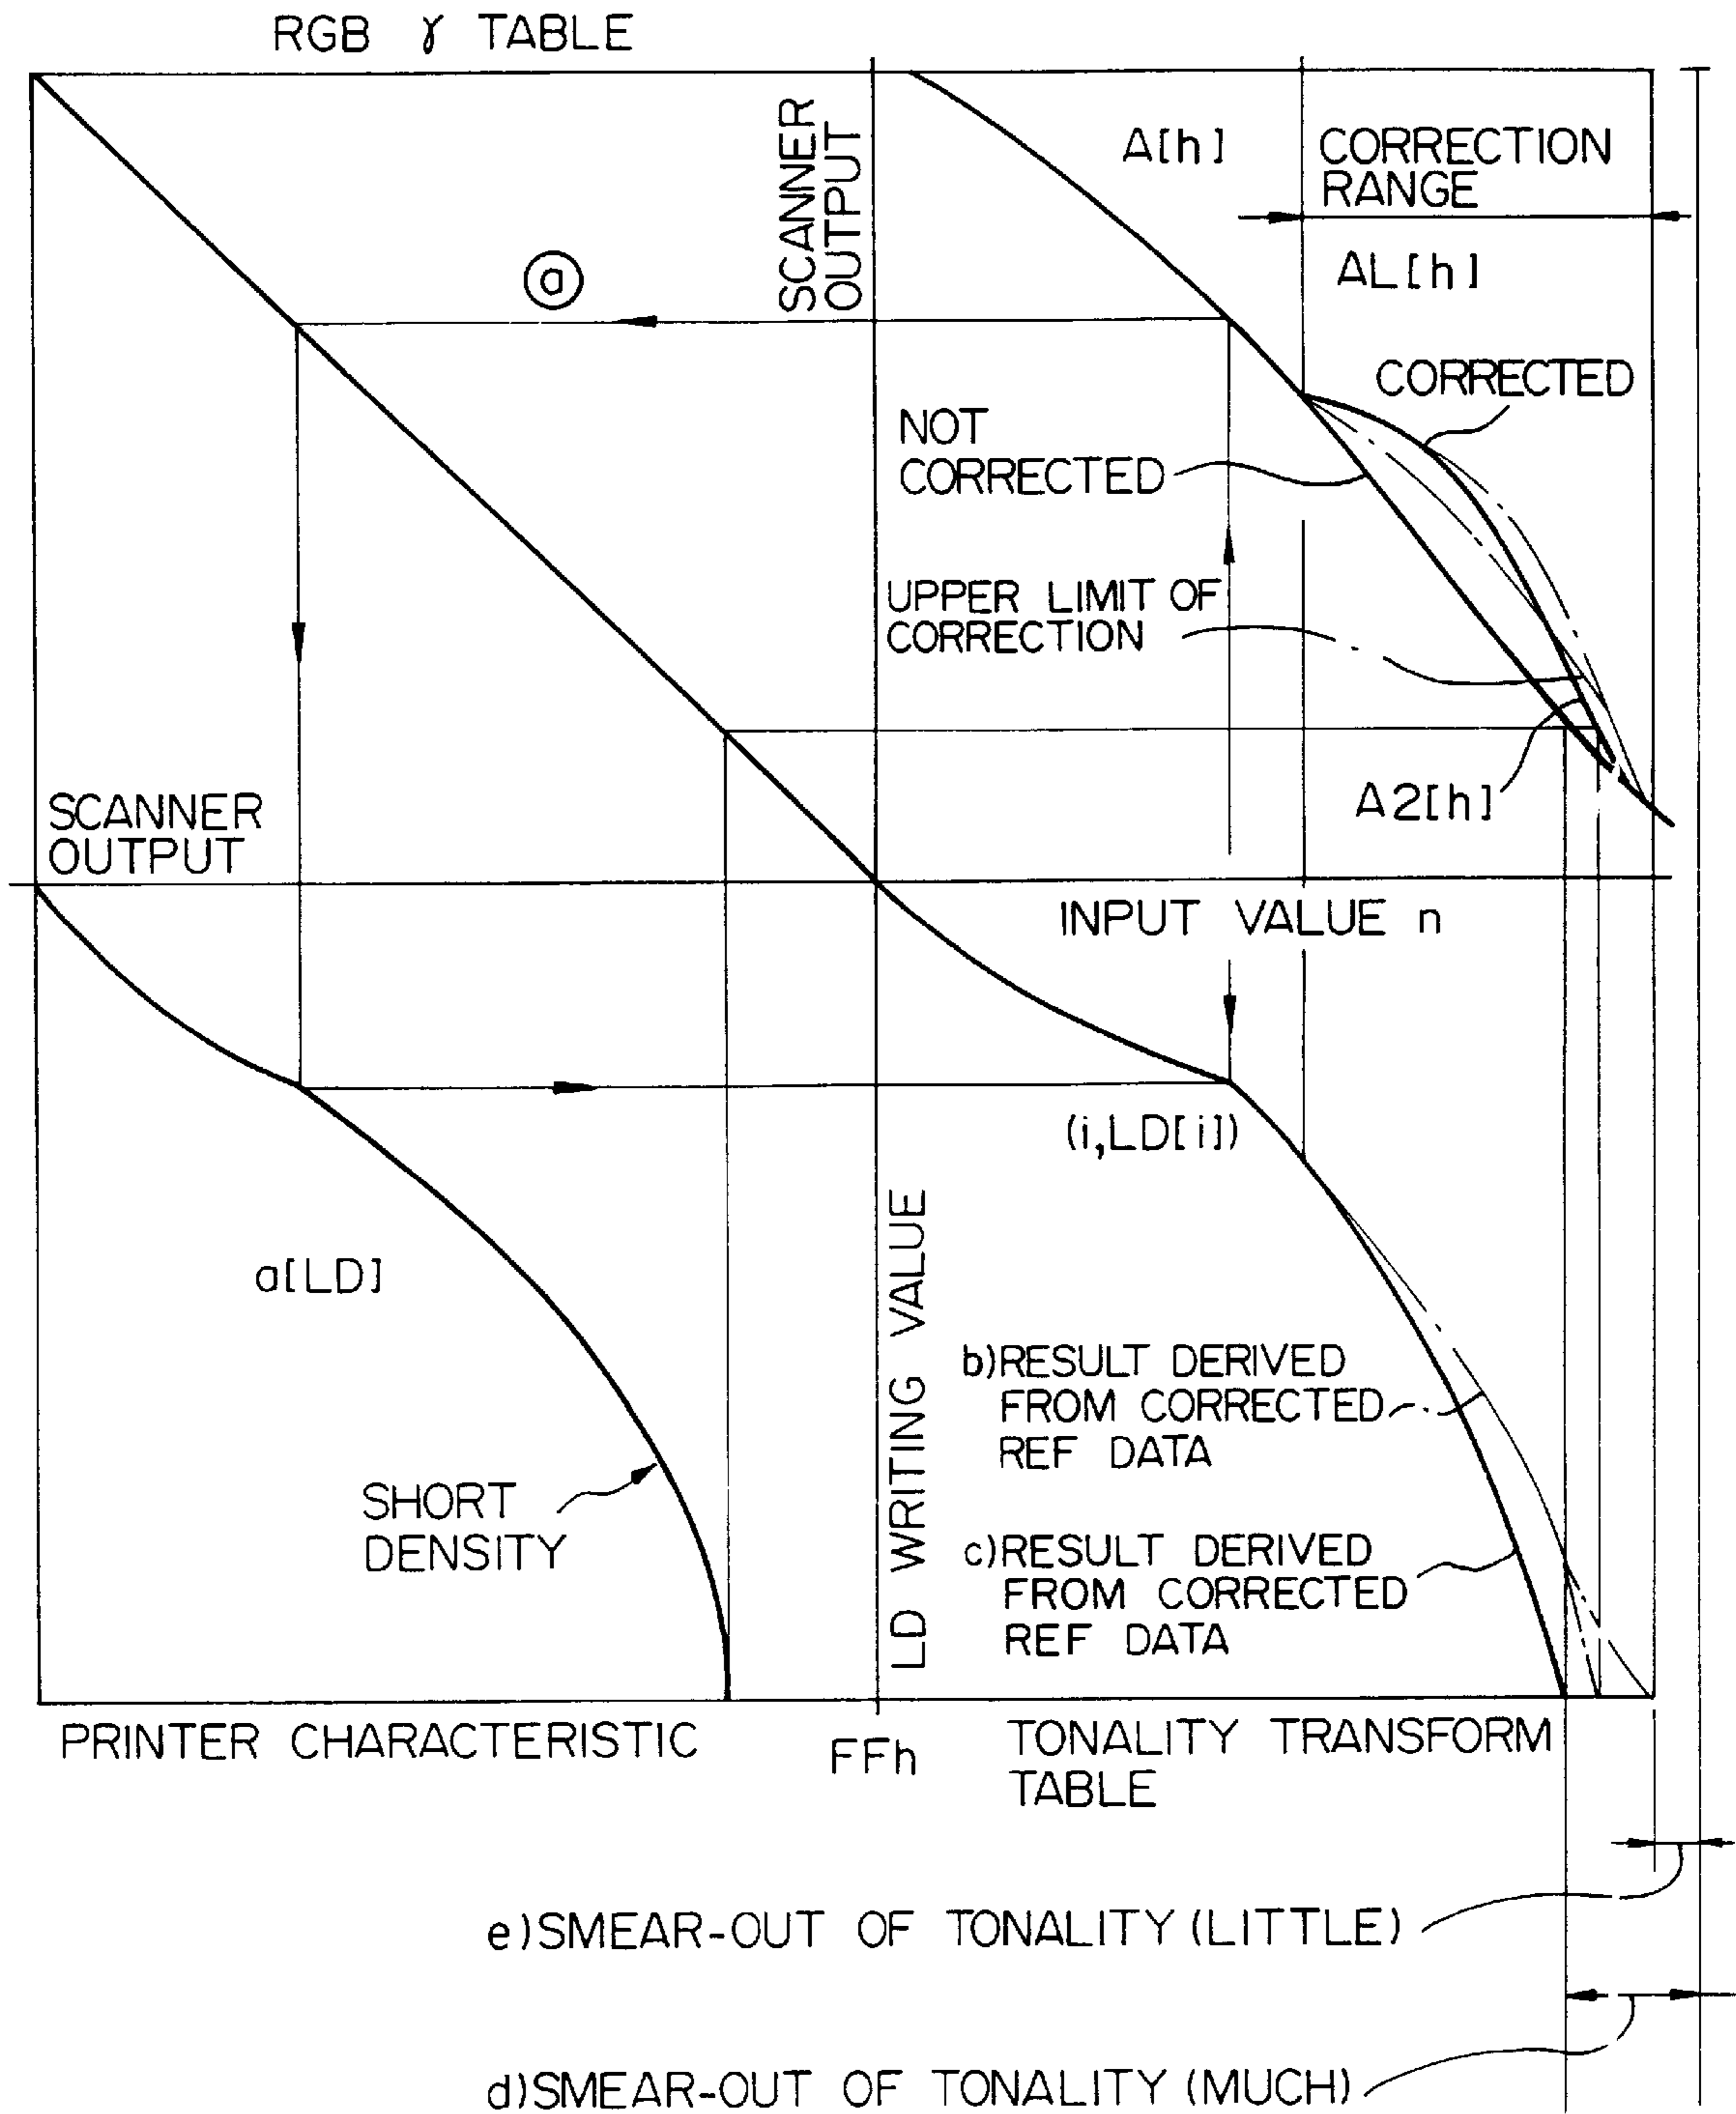 RGB γ TABLE
SCANNER
OUTPUT
A[h]
CORRECTION
RANGE
AL[h]
a
CORRECTED
NOT
CORRECTED
UPPER LIMIT OF
CORRECTION
A2[h]
SCANNER
OUTPUT
INPUT VALUE n
(i,LD[i])
a[LD]
LD WRITING VALUE
b)RESULT DERIVED
FROM CORRECTED
REF DATA
SHORT
DENSITY
c)RESULT DERIVED
FROM CORRECTED
REF DATA
PRINTER CHARACTERISTIC
FFh
TONALITY TRANSFORM
TABLE
e)SMEAR-OUT OF TONALITY (LITTLE)
d)SMEAR-OUT OF TONALITY (MUCH)